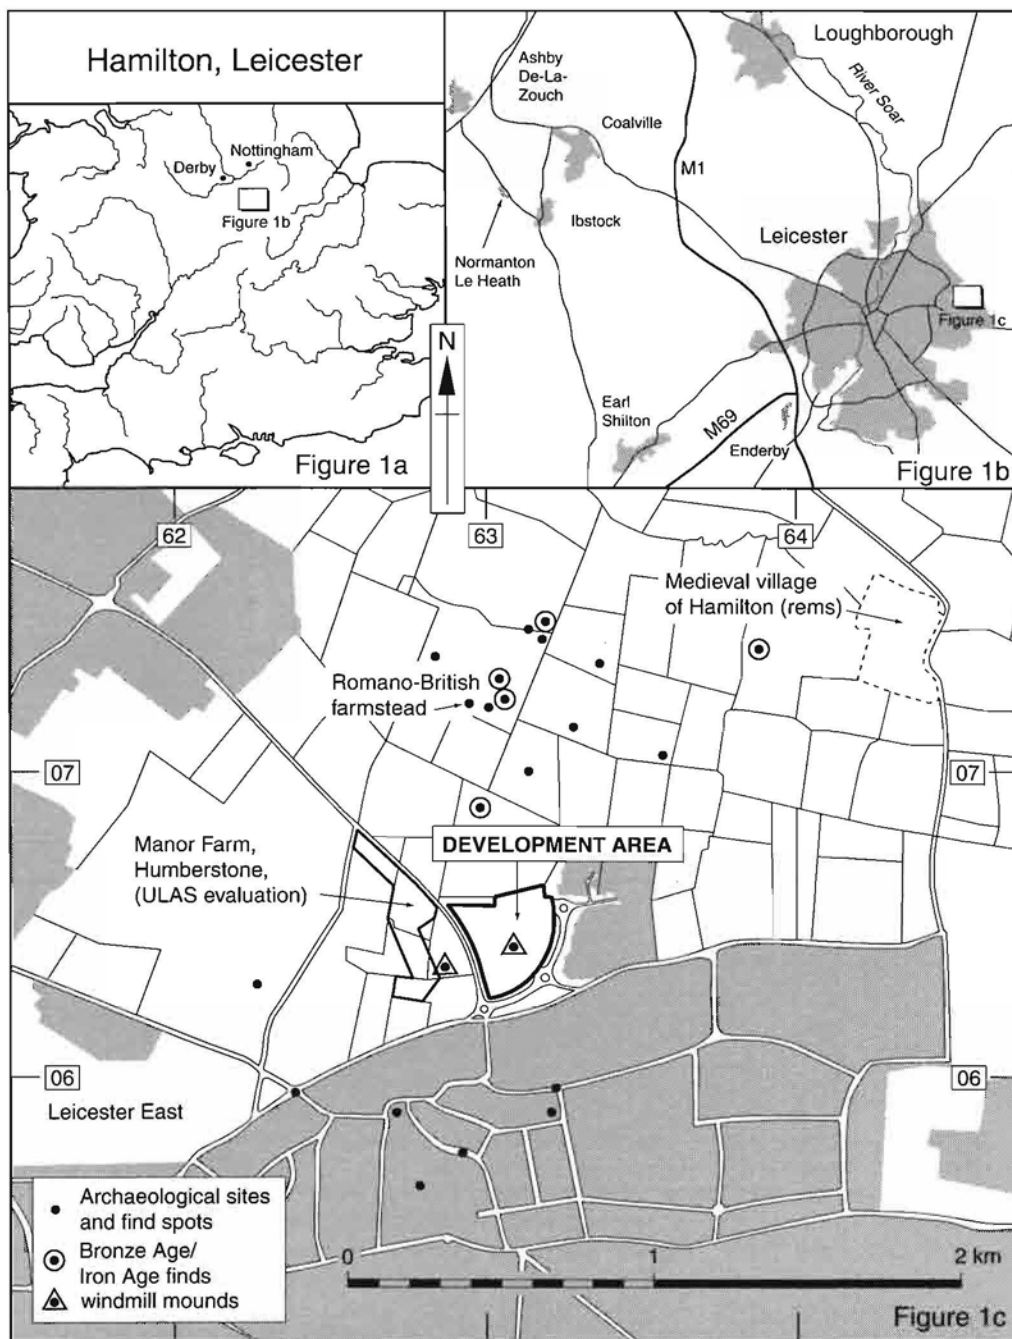 Hamilton, Leicester
Nottingham
Derby
Figure 1b
Figure 1a
N
Loughborough
Ashby
De-La-
Zouch
River Soar
Coalville
M1
Ibstock
Leicester
Normanton
Le Heath
Figure 1c
Earl
Shilton
M69
Enderby
Figure 1b
62
63
64
Medieval village
of Hamilton (rems)
Romano-British
farmstead
07
07
Manor Farm,
Humberstone,
(ULAS evaluation)
DEVELOPMENT AREA
06
06
Leicester East
Archaeological sites
and find spots
Bronze Age/
Iron Age finds
windmill mounds
0
1
2 km
Figure 1c